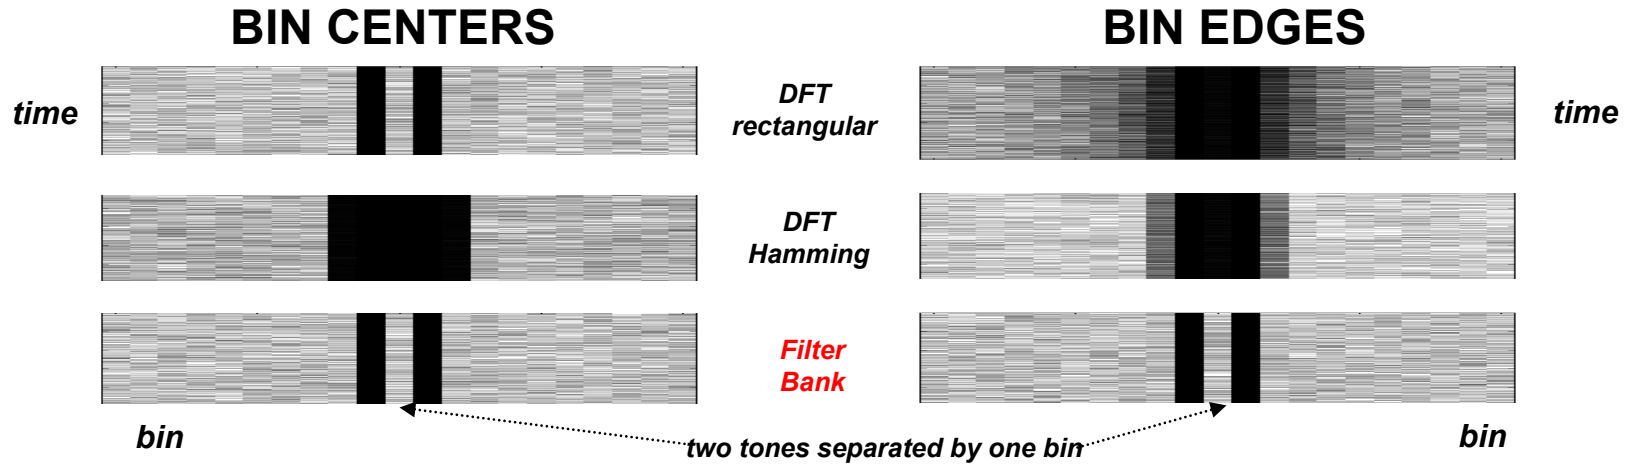 BIN CENTERS
BIN EDGES
time
DFT
rectangular
time
DFT
Hamming
Filter
Bank
bin
two tones separated by one bin
bin